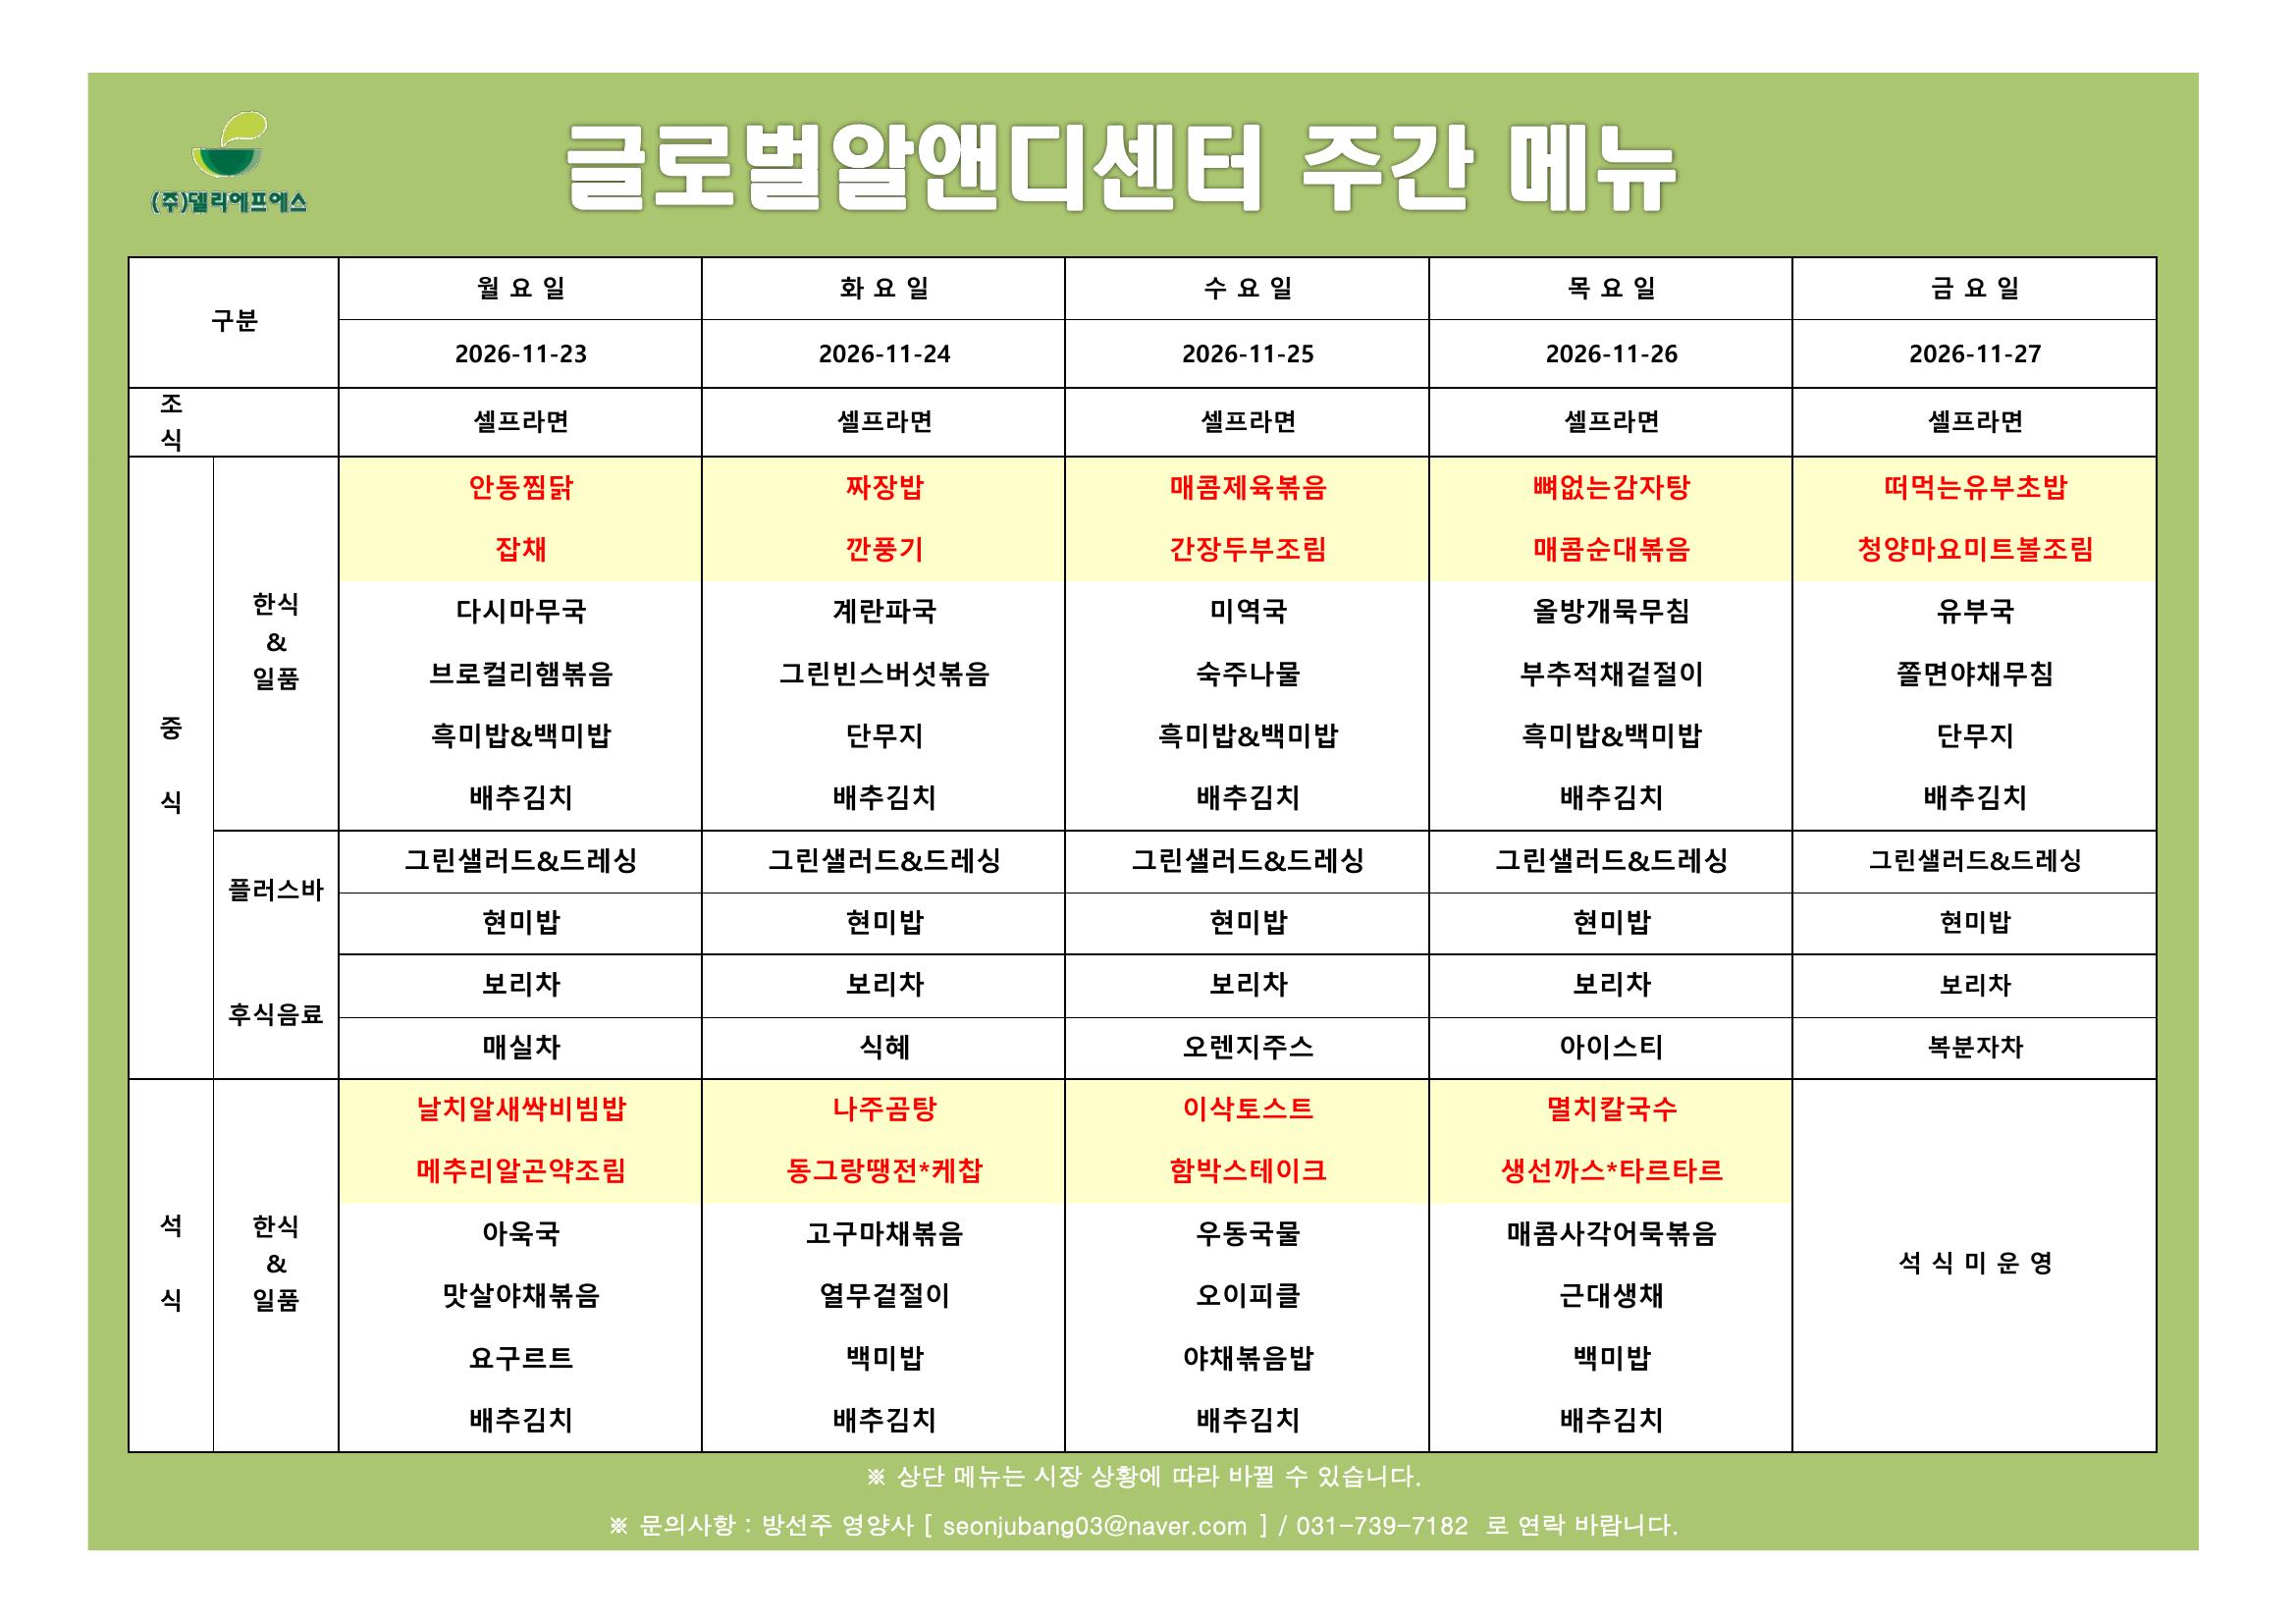 (주)델리에프에스
글로벌알앤디센터 주간 메뉴
구분 월요일 화요일 수요일 목요일 금요일
2026-11-23 2026-11-24 2026-11-25 2026-11-26 2026-11-27
조식 셀프라면 셀프라면 셀프라면 셀프라면 셀프라면
중식
한식 & 일품
안동찜닭 짜장밥 매콤제육볶음 뼈없는감자탕 떠먹는유부초밥
잡채 깐풍기 간장두부조림 매콤순대볶음 청양마요미트볼조림
다시마무국 계란파국 미역국 올방개묵무침 유부국
브로컬리햄볶음 그린빈스버섯볶음 숙주나물 부추적채겉절이 쫄면야채무침
흑미밥&백미밥 단무지 흑미밥&백미밥 흑미밥&백미밥 단무지
배추김치 배추김치 배추김치 배추김치 배추김치
플러스바
그린샐러드&드레싱 그린샐러드&드레싱 그린샐러드&드레싱 그린샐러드&드레싱 그린샐러드&드레싱
현미밥 현미밥 현미밥 현미밥 현미밥
후식음료
보리차 보리차 보리차 보리차 보리차
매실차 식혜 오렌지주스 아이스티 복분자차
석식
한식 & 일품
날치알새싹비빔밥 나주곰탕 이삭토스트 멸치칼국수
메추리알곤약조림 동그랑땡전*케찹 함박스테이크 생선까스*타르타르
아욱국 고구마채볶음 우동국물 매콤사각어묵볶음
석식미운영
맛살야채볶음 열무겉절이 오이피클 근대생채
요구르트 백미밥 야채볶음밥 백미밥
배추김치 배추김치 배추김치 배추김치
※ 상단 메뉴는 시장 상황에 따라 바뀔 수 있습니다.
※ 문의사항 : 방선주 영양사 [ seonjubang03@naver.com ] / 031-739-7182 로 연락 바랍니다.